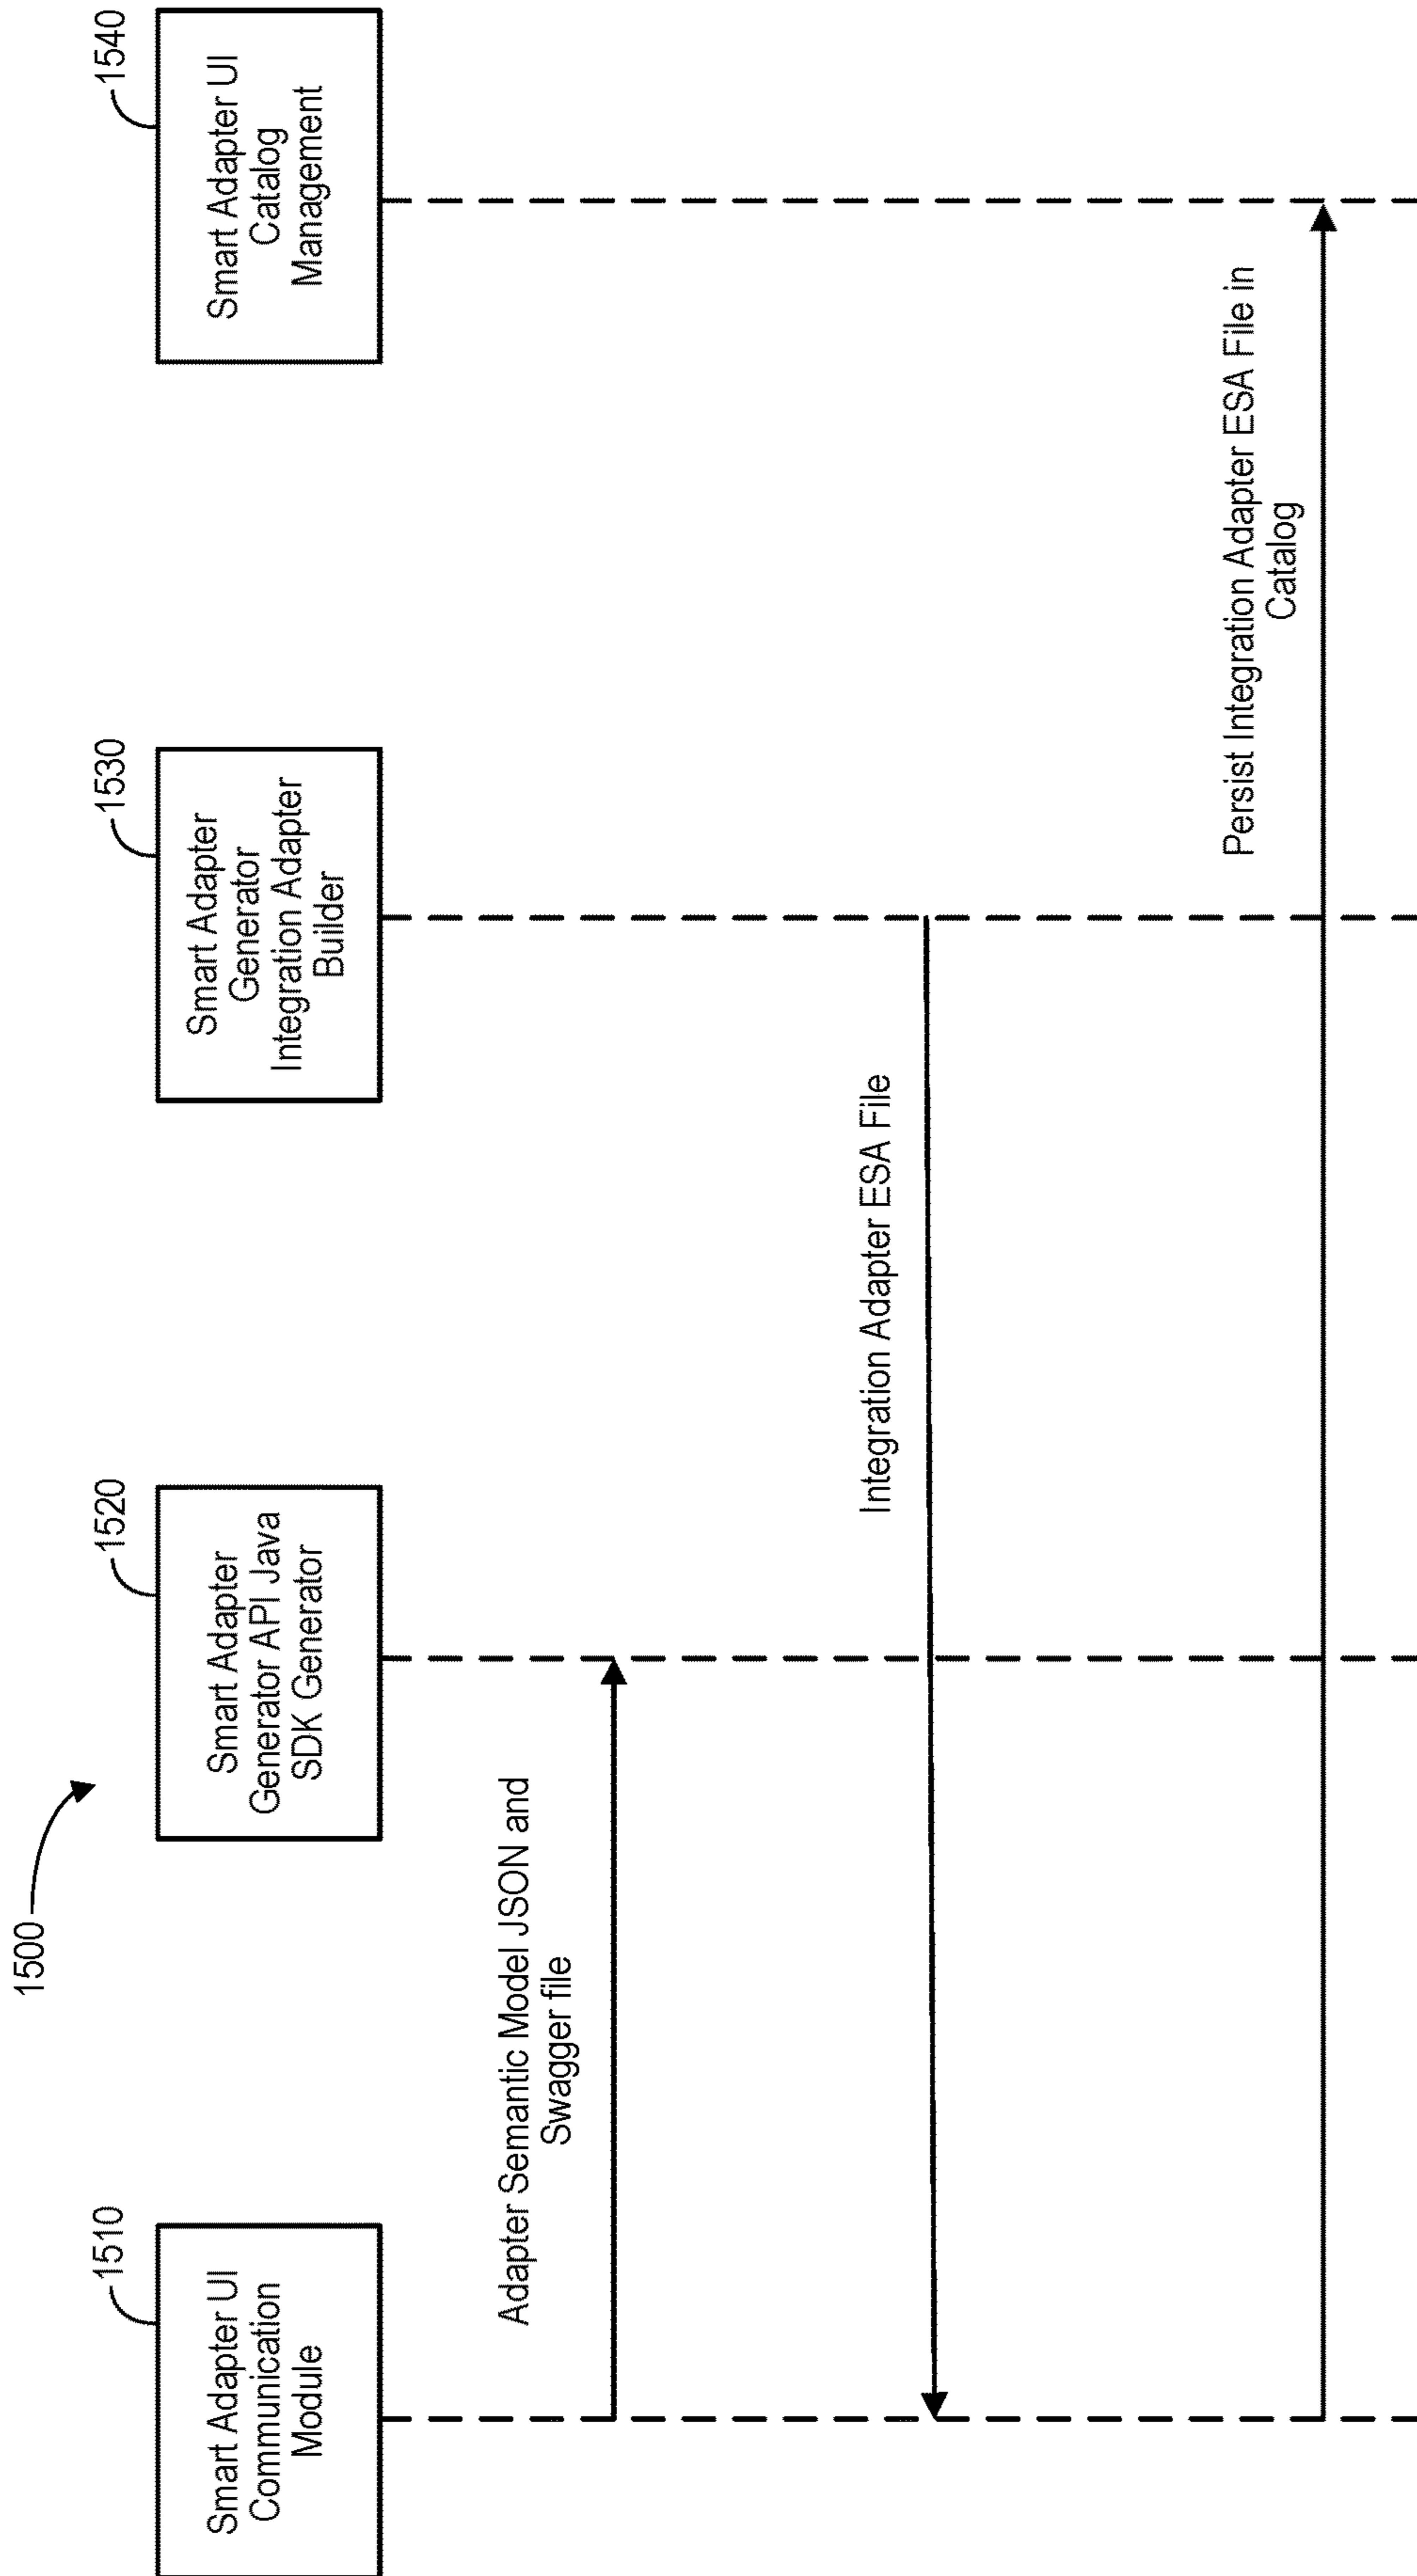 1500
1510
Smart Adapter UI
Communication
Module
1520
Smart Adapter
Generator API Java
SDK Generator
1530
Smart Adapter
Generator
Integration Adapter
Builder
1540
Smart Adapter UI
Catalog
Management
Adapter Semantic Model JSON and
Swagger file
Integration Adapter ESA File
Persist Integration Adapter ESA File in
Catalog